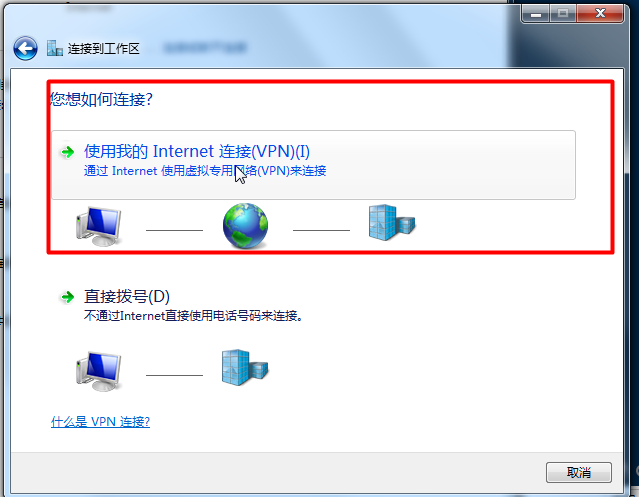 连接到工作区
您想如何连接?
使用我的 Internet 连接(VPN)(I)
通过 Internet 使用虚拟专用网络(VPN)来连接
直接拨号(D)
不通过Internet直接使用电话号码来连接。
什么是 VPN 连接?
取消